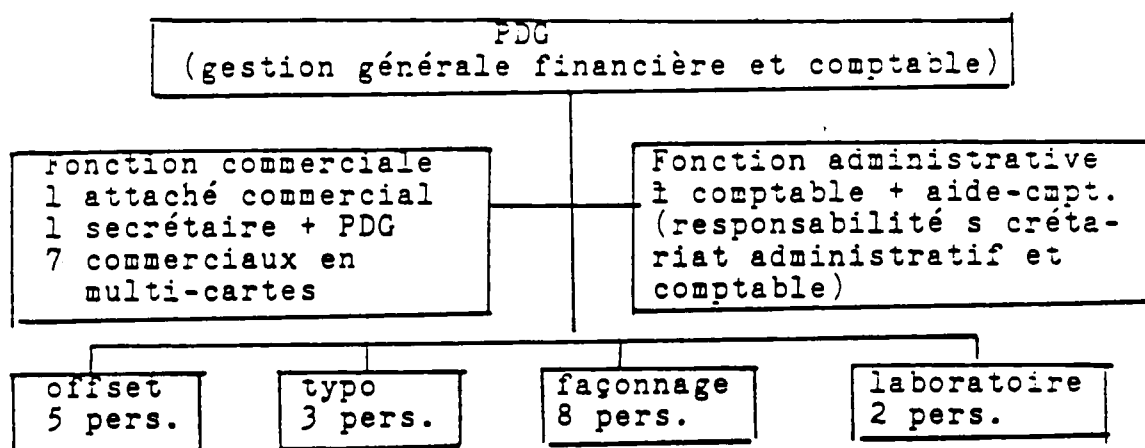 PDG
(gestion générale financière et comptable)
Fonction commerciale
1 attaché commercial
1 secrétaire + PDG
7 commerciaux en
multi-cartes
Fonction administrative
1 comptable + aide-cmpt.
(responsabilité s créta-
riat administratif et
comptable)
offset
5 pers.
typo
3 pers.
façonnage
8 pers.
laboratoire
2 pers.